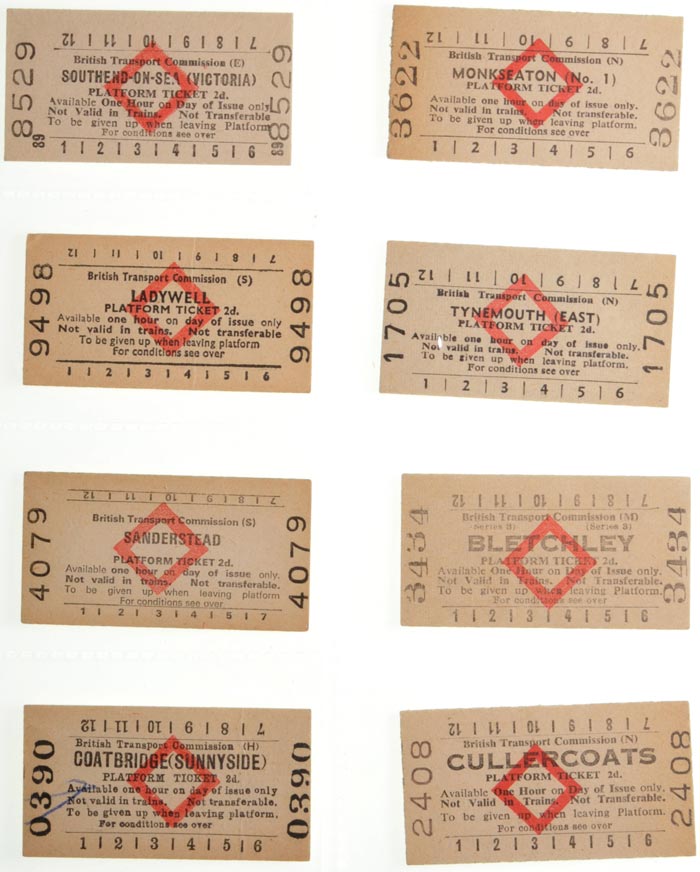 7 | 8 | 9 | 10 | 11 | 12
British Transport Commission (E)
SOUTHEND-ON-SEA (VICTORIA)
PLATFORM TICKET 2d.
Available One Hour on Day of Issue only.
Not Valid in Trains. Not Transferable.
To be given up when leaving Platform.
For conditions see over
1 | 2 | 3 | 4 | 5 | 6
8529
89
8529
89
7 | 8 | 9 | 10 | 11 | 12
British Transport Commission (N)
MONKSEATON (No. 1)
PLATFORM TICKET 2d.
Available one hour on Day of Issue only.
Not Valid in Trains. Not Transferable.
To be given up when leaving Platform.
For conditions see over
1 | 2 | 3 | 4 | 5 | 6
3622
3622
7 | 8 | 9 | 10 | 11 | 12
British Transport Commission (S)
LADYWELL
PLATFORM TICKET 2d.
Available one hour on day of issue only
Not valid in trains. Not transferable
To be given up when leaving platform
For conditions see over
1 | 2 | 3 | 4 | 5 | 6
9498
9498
7 | 8 | 9 | 10 | 11 | 12
British Transport Commission (N)
TYNEMOUTH (EAST)
PLATFORM TICKET 2d.
Available one hour on day of issue only.
Not valid in trains. Not transferable.
To be given up when leaving platform.
For conditions see over
1 | 2 | 3 | 4 | 5 | 6
1705
1705
7 | 8 | 9 | 10 | 11 | 12
British Transport Commission (S)
SANDERSTEAD
PLATFORM TICKET 2d.
Available one hour on day of issue only.
Not valid in trains. Not transferable.
To be given up when leaving platform
For conditions see over.
1 | 2 | 3 | 4 | 5 | 7
4079
4079
7 | 8 | 9 | 10 | 11 | 12
British Transport Commission (M)
(Series 3) (Series 3)
BLETCHLEY
PLATFORM TICKET 2d.
Available One Hour on Day of Issue only.
Not Valid in Trains. Not Transferable.
To be given up when leaving Platform.
For conditions see over
1 | 2 | 3 | 4 | 5 | 6
3434
3434
7 | 8 | 9 | 10 | 11 | 12
British Transport Commission (H)
COATBRIDGE(SUNNYSIDE)
PLATFORM TICKET 2d.
Available one hour on day of issue only
Not valid in trains. Not transferable.
To be given up when leaving platform.
For conditions see over
1 | 2 | 3 | 4 | 5 | 6
0390
0390
7 | 8 | 9 | 10 | 11 | 12
British Transport Commission (N)
CULLERCOATS
PLATFORM TICKET 2d.
Available One Hour on Day of Issue only.
Not Valid in Trains. Not Transferable.
To be given up when leaving Platform.
For conditions see over
1 | 2 | 3 | 4 | 5 | 6
2408
2408